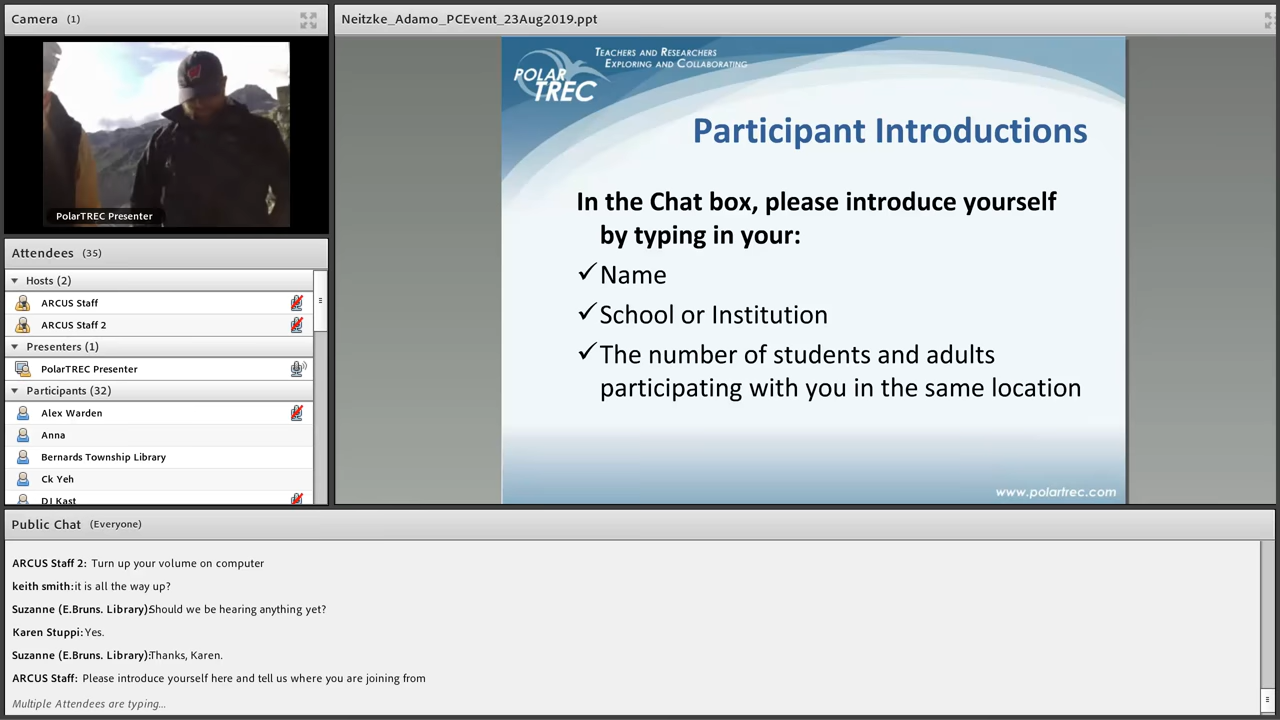 Camera (1)
PolarTREC Presenter
Attendees (35)
Hosts (2)
ARCUS Staff
ARCUS Staff 2
Presenters (1)
PolarTREC Presenter
Participants (32)
Alex Warden
Anna
Bernards Township Library
Ck Yeh
DJ Kast
Neitzke_Adamo_PCEvent_23Aug2019.ppt
TEACHERS AND RESEARCHERS
EXPLORING AND COLLABORATING
POLAR
TREC
Participant Introductions
In the Chat box, please introduce yourself
by typing in your:
✓Name
✓School or Institution
✓The number of students and adults
participating with you in the same location
www.polartrec.com
Public Chat (Everyone)
ARCUS Staff 2: Turn up your volume on computer
keith smith:it is all the way up?
Suzanne (E.Bruns. Library):Should we be hearing anything yet?
Karen Stuppi: Yes.
Suzanne (E.Bruns. Library):Thanks, Karen.
ARCUS Staff: Please introduce yourself here and tell us where you are joining from
Multiple Attendees are typing...